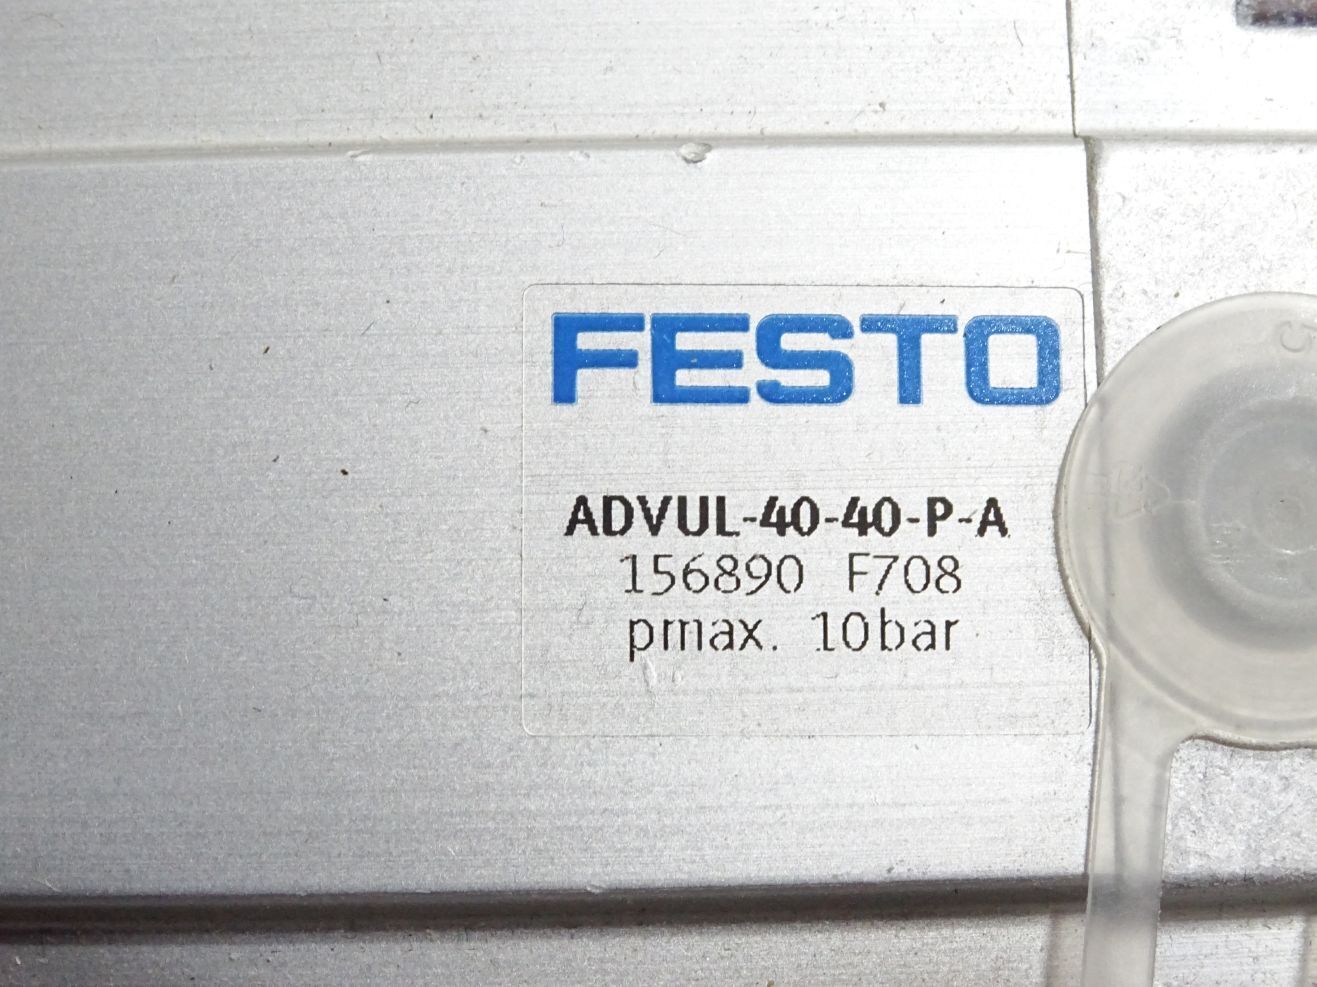 FESTO
ADVUL-40-40-P-A
156890 F708
pmax. 10bar